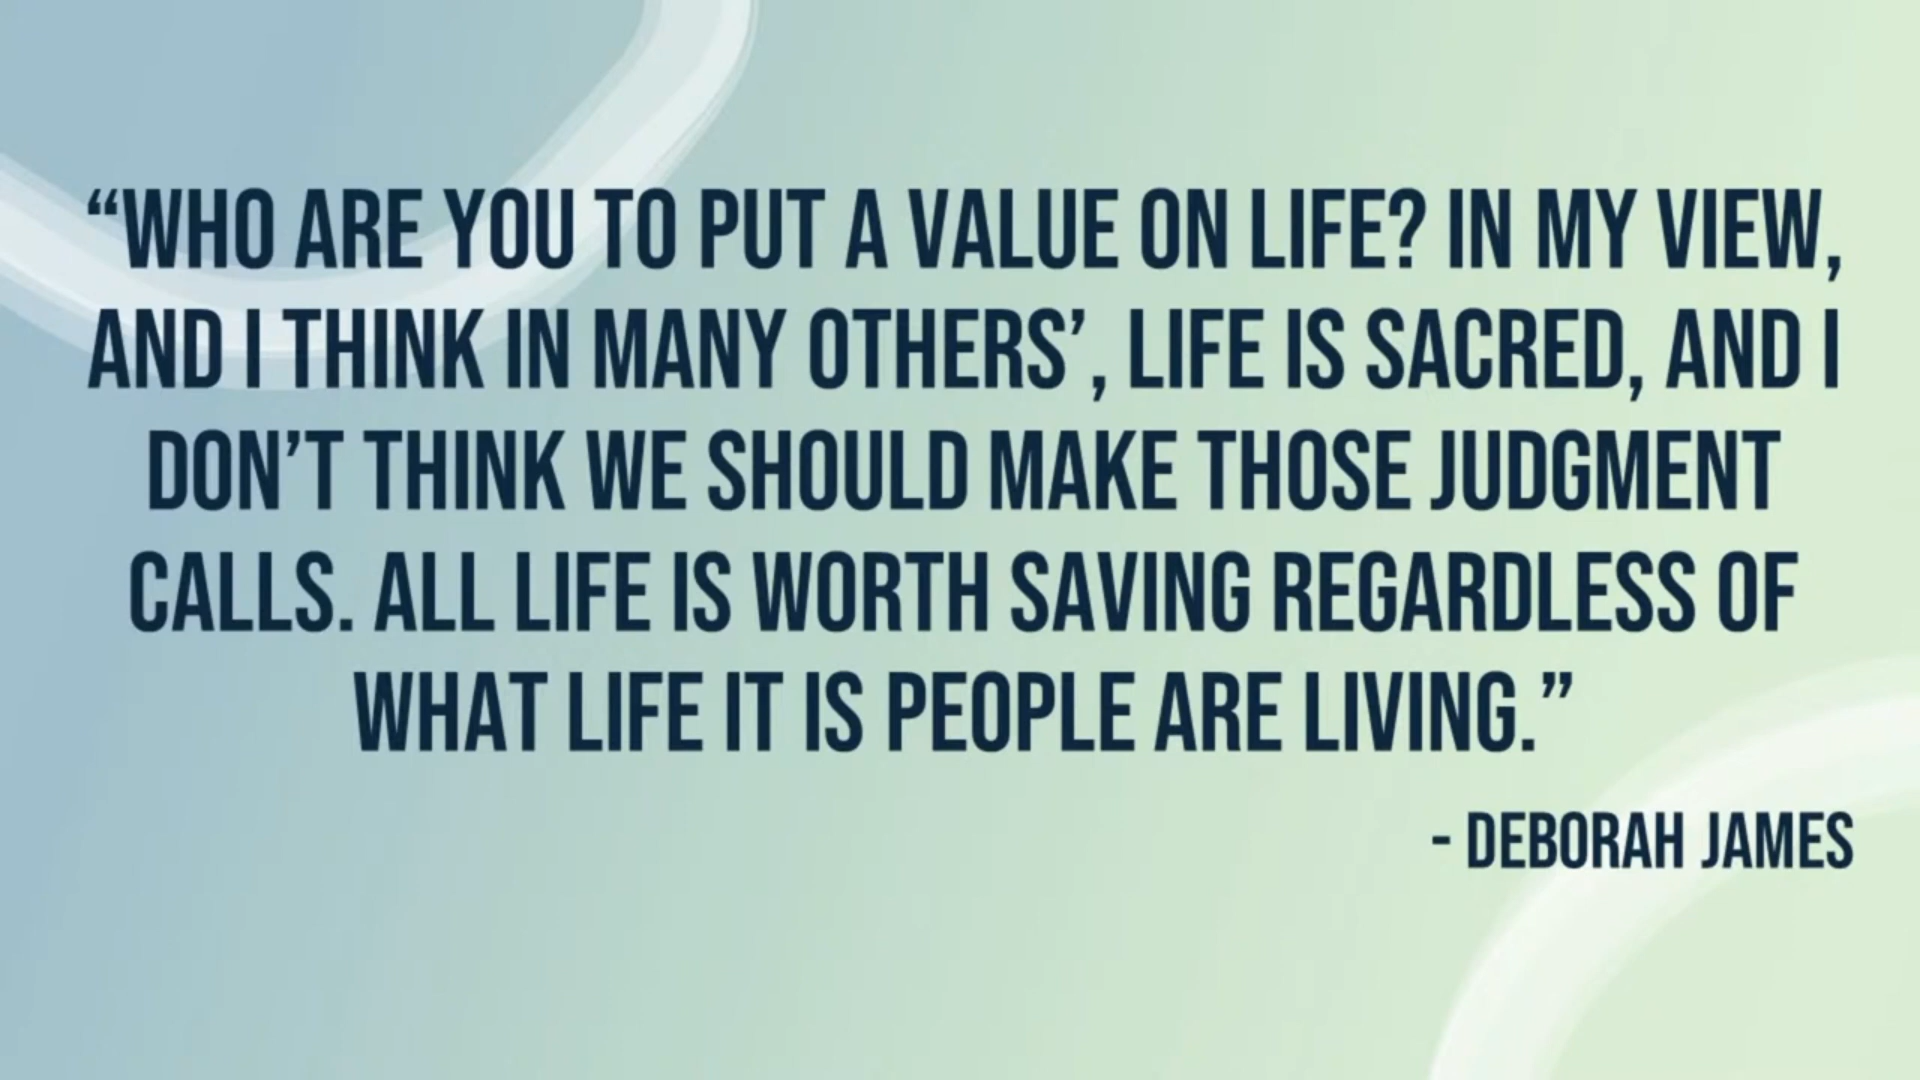 “WHO ARE YOU TO PUT A VALUE ON LIFE? IN MY VIEW,
AND I THINK IN MANY OTHERS’, LIFE IS SACRED, AND I
DON’T THINK WE SHOULD MAKE THOSE JUDGMENT
CALLS. ALL LIFE IS WORTH SAVING REGARDLESS OF
WHAT LIFE IT IS PEOPLE ARE LIVING.”
- DEBORAH JAMES